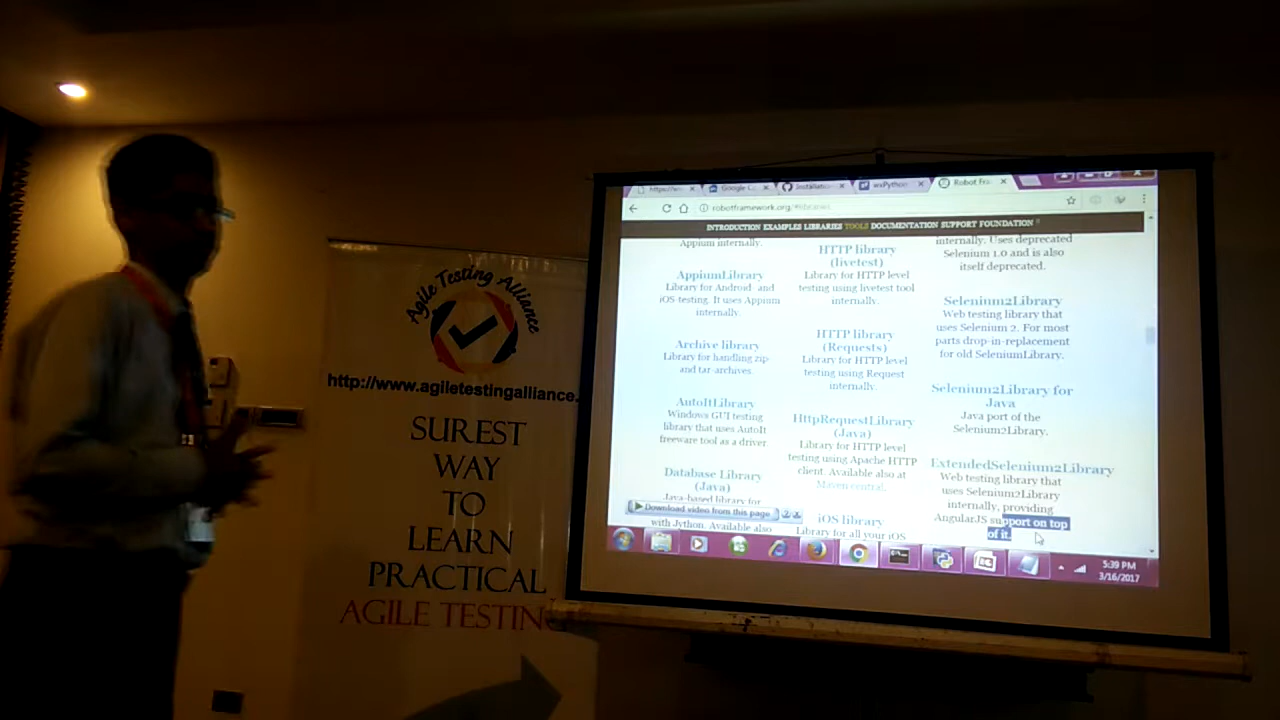 Agile Testing Alliance
http://www.agiletestingalliance.
SUREST
WAY
TO
LEARN
PRACTICAL
AGILE TESTING
Google
Installatio
wxPython
Robot Fra
robotframework.org/#libraries
INTRODUCTION EXAMPLES LIBRARIES TOOLS DOCUMENTATION SUPPORT FOUNDATION
Appium internally.
AppiumLibrary
Library for Android- and
iOS-testing. It uses Appium
internally.
Archive library
Library for handling zip-
and tar-archives.
AutoItLibrary
Windows GUI testing
library that uses AutoIt
freeware tool as a driver.
Database Library
(Java)
Java-based library for
Download video from this page
with Jython. Available also
HTTP library
(livetest)
Library for HTTP level
testing using livetest tool
internally.
HTTP library
(Requests)
Library for HTTP level
testing using Request
internally.
HttpRequestLibrary
(Java)
Library for HTTP level
testing using Apache HTTP
client. Available also at
Maven central.
iOS library
Library for all your iOS
internally. Uses deprecated
Selenium 1.0 and is also
itself deprecated.
Selenium2Library
Web testing library that
uses Selenium 2. For most
parts drop-in-replacement
for old SeleniumLibrary.
Selenium2Library for
Java
Java port of the
Selenium2Library.
ExtendedSelenium2Library
Web testing library that
uses Selenium2Library
internally, providing
AngularJS support on top
of it.
5:39 PM
3/16/2017